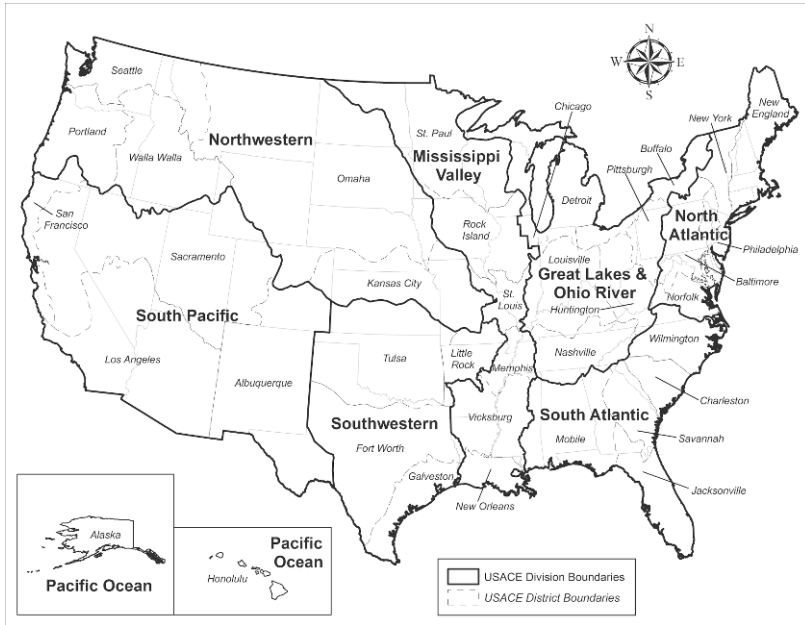 N
W
E
S
Seattle
Portland
Walla Walla
Northwestern
Omaha
St. Paul
Mississippi
Valley
Chicago
New York
New
England
Buffalo
Pittsburgh
Detroit
Rock
Island
San
Francisco
Sacramento
Kansas City
Louisville
North
Atlantic
Philadelphia
Great Lakes &
Ohio River
Baltimore
Norfolk
Huntington
St.
Louis
South Pacific
Los Angeles
Albuquerque
Tulsa
Little
Rock
Memphis
Nashville
Wilmington
Charleston
Southwestern
Fort Worth
Vicksburg
South Atlantic
Mobile
Savannah
Galveston
New Orleans
Jacksonville
Alaska
Pacific Ocean
Pacific
Ocean
Honolulu
USACE Division Boundaries
USACE District Boundaries